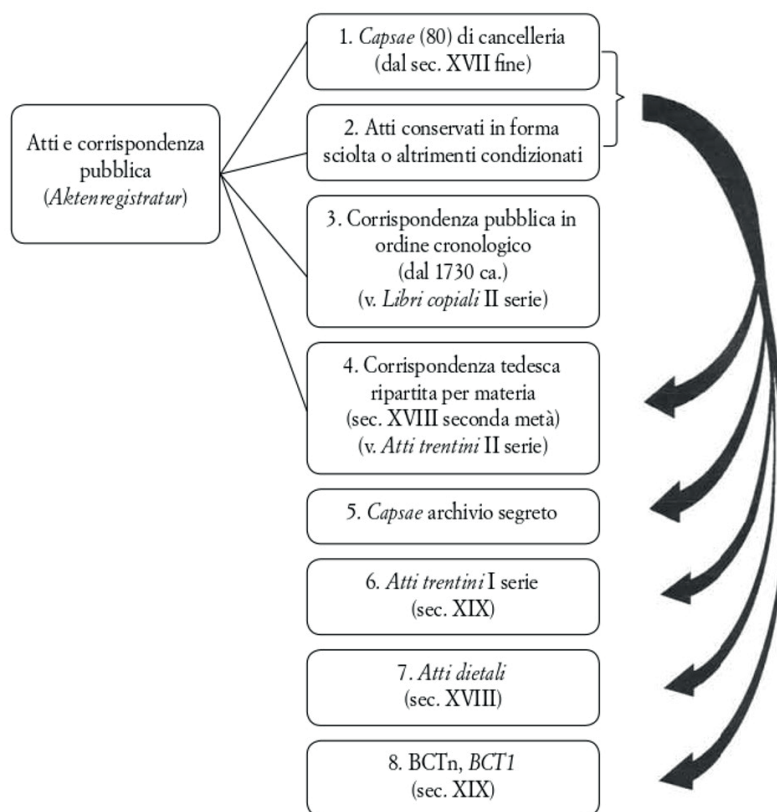 Atti e corrispondenza
pubblica
(Aktenregistratur)
1. Capsae (80) di cancelleria
(dal sec. XVII fine)
2. Atti conservati in forma
sciolta o altrimenti condizionati
3. Corrispondenza pubblica in
ordine cronologico
(dal 1730 ca.)
(v. Libri copiali II serie)
4. Corrispondenza tedesca
ripartita per materia
(sec. XVIII seconda metà)
(v. Atti trentini II serie)
5. Capsae archivio segreto
6. Atti trentini I serie
(sec. XIX)
7. Atti dietali
(sec. XVIII)
8. BCTn, BCT1
(sec. XIX)